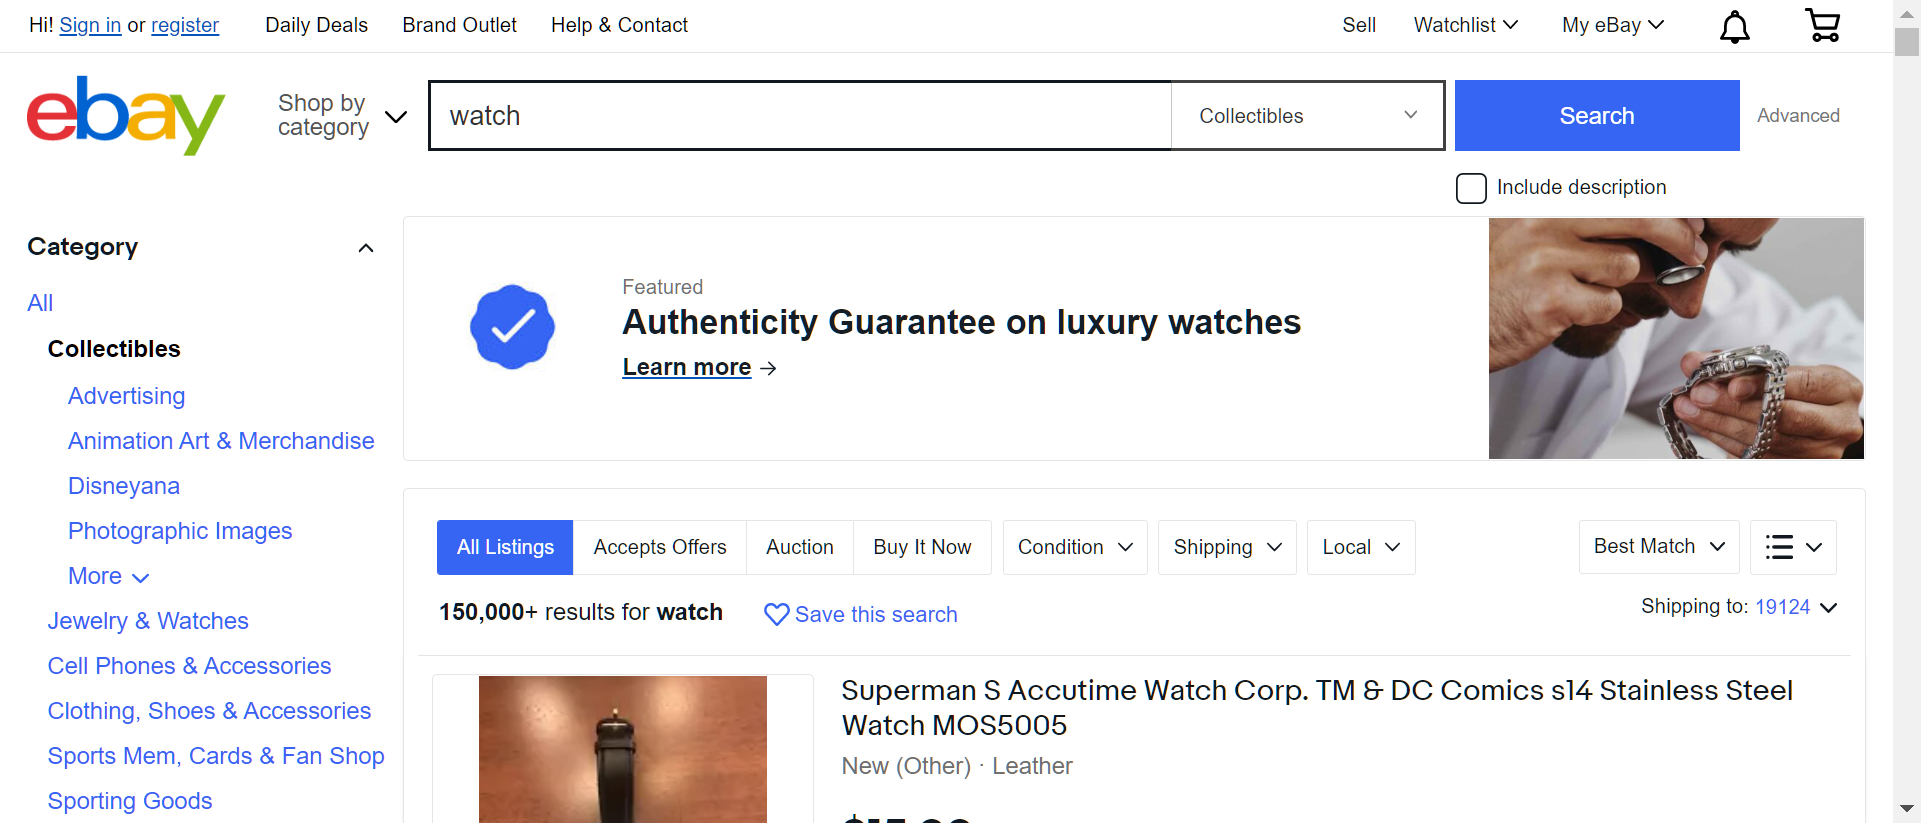 Hi! Sign in or register
Daily Deals
Brand Outlet
Help & Contact
Sell
Watchlist
My eBay
ebay
Shop by
category
watch
Collectibles
Search
Advanced
Include description
Category
All
Collectibles
Advertising
Animation Art & Merchandise
Disneyana
Photographic Images
More
Jewelry & Watches
Cell Phones & Accessories
Clothing, Shoes & Accessories
Sports Mem, Cards & Fan Shop
Sporting Goods
Featured
Authenticity Guarantee on luxury watches
Learn more →
All Listings
Accepts Offers
Auction
Buy It Now
Condition
Shipping
Local
Best Match
150,000+ results for watch
Save this search
Shipping to: 19124
Superman S Accutime Watch Corp. TM & DC Comics s14 Stainless Steel
Watch MOS5005
New (Other) · Leather